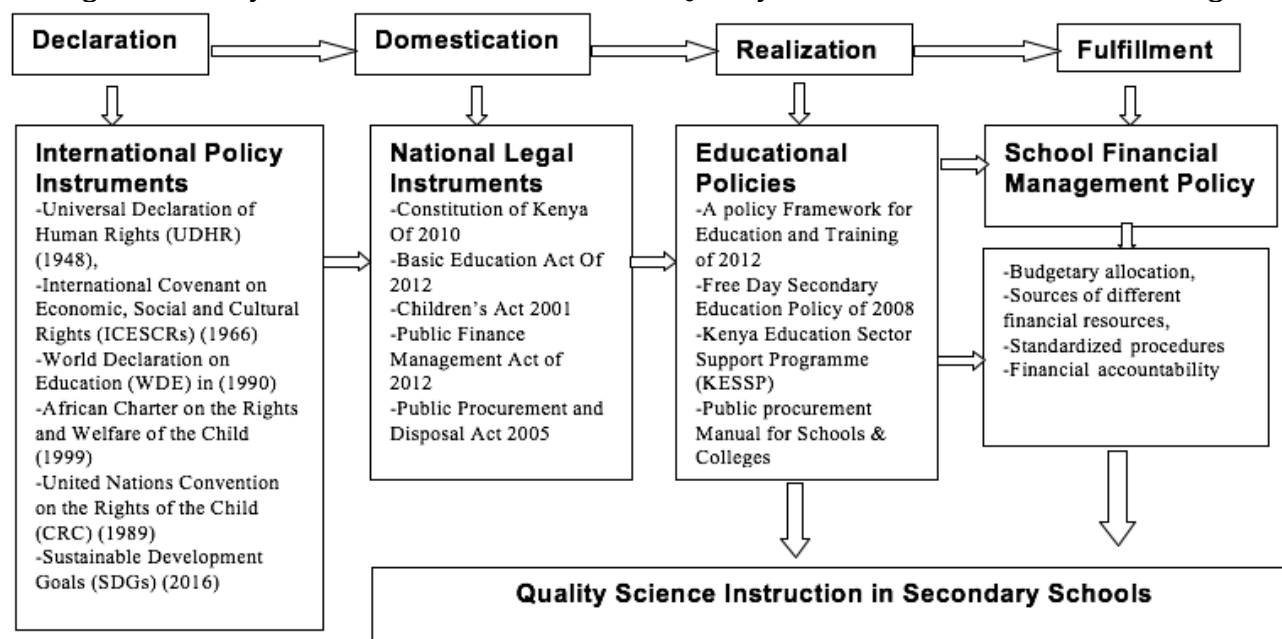 Declaration
Domestication
Realization
Fulfillment
International Policy
Instruments
-Universal Declaration of
Human Rights (UDHR)
(1948),
-International Covenant on
Economic, Social and Cultural
Rights (ICESCRs) (1966)
-World Declaration on
Education (WDE) in (1990)
-African Charter on the Rights
and Welfare of the Child
(1999)
-United Nations Convention
on the Rights of the Child
(CRC) (1989)
-Sustainable Development
Goals (SDGs) (2016)
National Legal
Instruments
-Constitution of Kenya
Of 2010
-Basic Education Act Of
2012
-Children's Act 2001
-Public Finance
Management Act of
2012
-Public Procurement and
Disposal Act 2005
Educational
Policies
-A policy Framework for
Education and Training
of 2012
-Free Day Secondary
Education Policy of 2008
-Kenya Education Sector
Support Programme
(KESSP)
-Public procurement
Manual for Schools &
Colleges
School Financial
Management Policy
-Budgetary allocation,
-Sources of different
financial resources,
-Standardized procedures
-Financial accountability
Quality Science Instruction in Secondary Schools